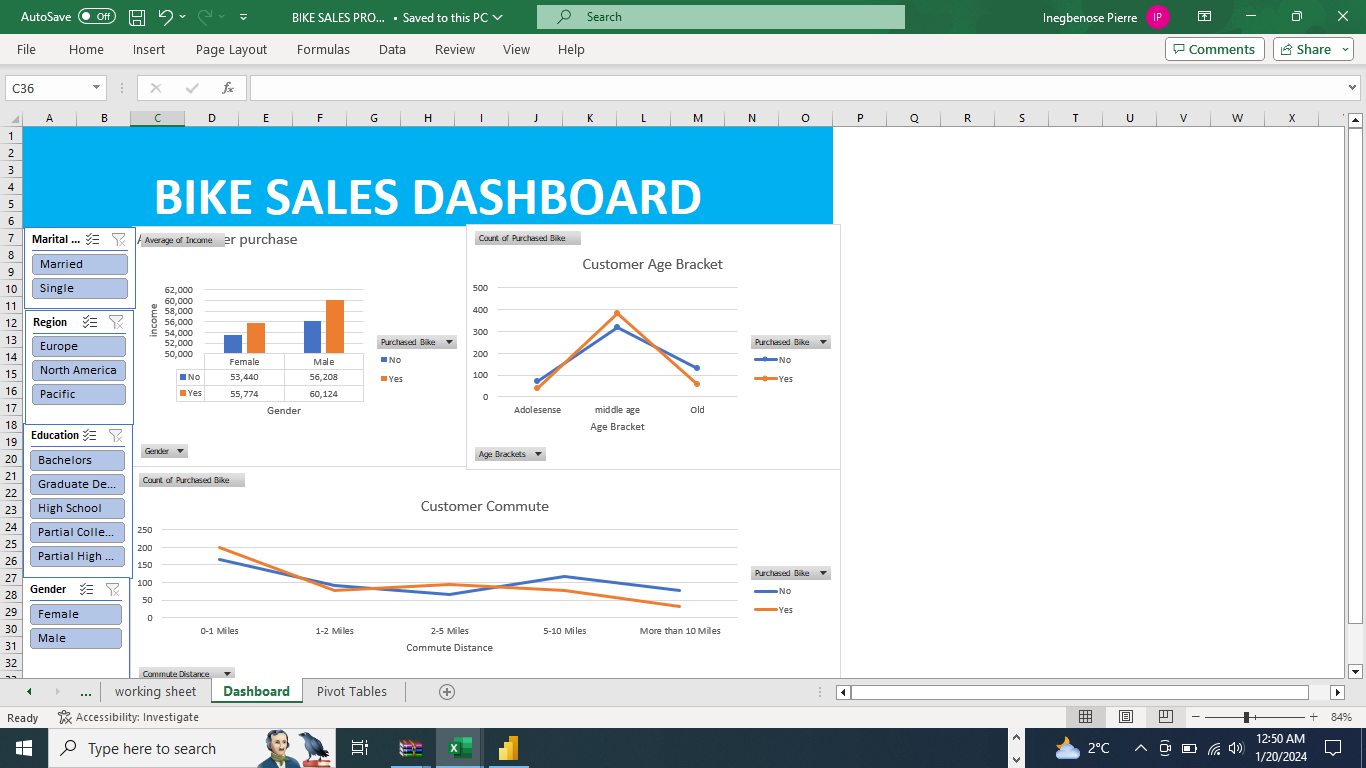 AutoSave Off BIKE SALES PRO... • Saved to this PC Search Inegbenose Pierre IP
File Home Insert Page Layout Formulas Data Review View Help Comments Share
C36 fx
A B C D E F G H I J K L M N O P Q R S T U V W X
1
2
3
4
5
6
7
8
9
10
11
12
13
14
15
16
17
18
19
20
21
22
23
24
25
26
27
28
29
30
31
32
BIKE SALES DASHBOARD
Marital ...
Married
Single
Region
Europe
North America
Pacific
Education
Bachelors
Graduate De...
High School
Partial Colle...
Partial High ...
Gender
Female
Male
Average of Income
er purchase
income
62,000
60,000
58,000
56,000
54,000
52,000
50,000
Female Male
No 53,440 56,208
Yes 55,774 60,124
Gender
Purchased Bike
No
Yes
Gender
Count of Purchased Bike
Customer Age Bracket
500
400
300
200
100
0
Adolesense middle age Old
Age Bracket
Purchased Bike
No
Yes
Age Brackets
Count of Purchased Bike
Customer Commute
250
200
150
100
50
0
0-1 Miles 1-2 Miles 2-5 Miles 5-10 Miles More than 10 Miles
Commute Distance
Purchased Bike
No
Yes
Commute Distance
... working sheet Dashboard Pivot Tables
Ready Accessibility: Investigate 84%
Type here to search 2°C 12:50 AM
1/20/2024